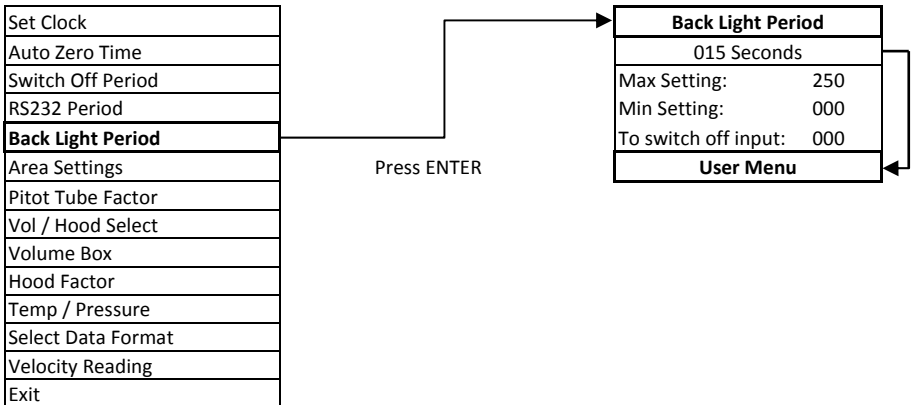 Set Clock
Auto Zero Time
Switch Off Period
RS232 Period
Back Light Period
Area Settings
Pitot Tube Factor
Vol / Hood Select
Volume Box
Hood Factor
Temp / Pressure
Select Data Format
Velocity Reading
Exit
Press ENTER
Back Light Period
015 Seconds
Max Setting: 250
Min Setting: 000
To switch off input: 000
User Menu